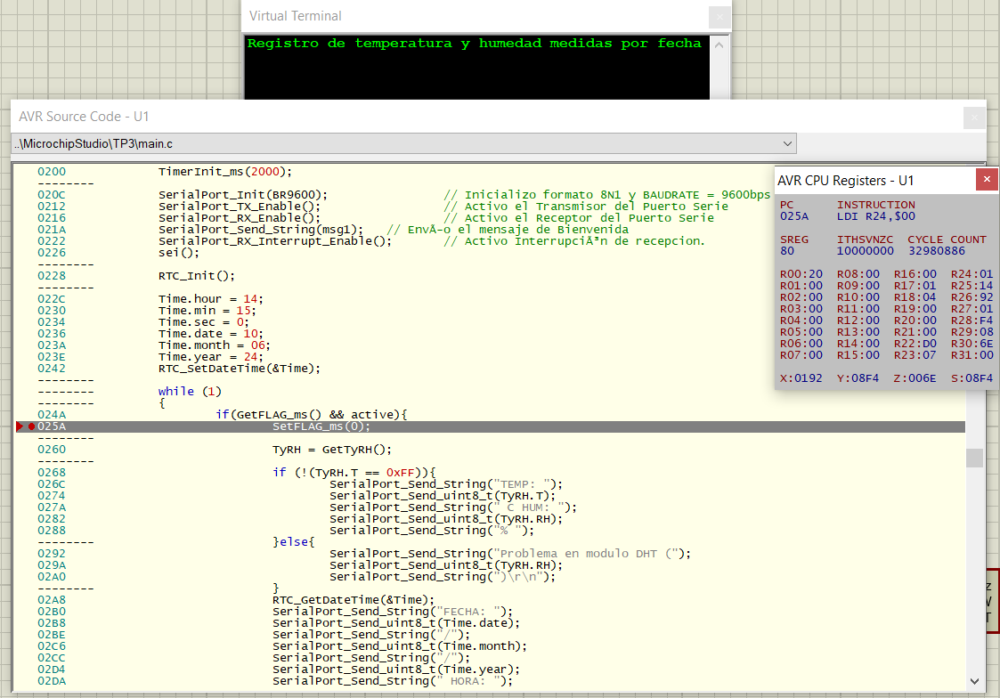 Virtual Terminal
Registro de temperatura y humedad medidas por fecha
AVR Source Code - U1
..\MicrochipStudio\TP3\main.c
0200 TimerInit_ms(2000);
--------
020C SerialPort_Init(BR9600); // Inicializo formato 8N1 y BAUDRATE = 9600bps
0212 SerialPort_TX_Enable(); // Activo el Transmisor del Puerto Serie
0216 SerialPort_RX_Enable(); // Activo el Receptor del Puerto Serie
021A SerialPort_Send_String(msg1); // EnvÃ-o el mensaje de Bienvenida
0222 SerialPort_RX_Interrupt_Enable(); // Activo InterrupciÃ³n de recepcion.
0226 sei();
--------
0228 RTC_Init();
--------
022C Time.hour = 14;
0230 Time.min = 15;
0234 Time.sec = 0;
0236 Time.date = 10;
023A Time.month = 06;
023E Time.year = 24;
0242 RTC_SetDateTime(&Time);
--------
-------- while (1)
-------- {
024A if(GetFLAG_ms() && active){
025A SetFLAG_ms(0);
--------
0260 TyRH = GetTyRH();
--------
0268 if (!(TyRH.T == 0xFF)){
026C SerialPort_Send_String("TEMP: ");
0274 SerialPort_Send_uint8_t(TyRH.T);
027A SerialPort_Send_String(" C HUM: ");
0282 SerialPort_Send_uint8_t(TyRH.RH);
0288 SerialPort_Send_String("% ");
-------- }else{
0292 SerialPort_Send_String("Problema en modulo DHT (");
029A SerialPort_Send_uint8_t(TyRH.RH);
02A0 SerialPort_Send_String(")\r\n");
-------- }
02A8 RTC_GetDateTime(&Time);
02B0 SerialPort_Send_String("FECHA: ");
02B8 SerialPort_Send_uint8_t(Time.date);
02BE SerialPort_Send_String("/");
02C6 SerialPort_Send_uint8_t(Time.month);
02CC SerialPort_Send_String("/");
02D4 SerialPort_Send_uint8_t(Time.year);
02DA SerialPort_Send_String(" HORA: ");
AVR CPU Registers - U1
PC INSTRUCTION
025A LDI R24,$00
SREG ITHSVNZC CYCLE COUNT
80 10000000 32980886
R00:20 R08:00 R16:00 R24:01
R01:00 R09:00 R17:01 R25:14
R02:00 R10:00 R18:04 R26:92
R03:00 R11:00 R19:00 R27:01
R04:00 R12:00 R20:00 R28:F4
R05:00 R13:00 R21:00 R29:08
R06:00 R14:00 R22:D0 R30:6E
R07:00 R15:00 R23:07 R31:00
X:0192 Y:08F4 Z:006E S:08F4